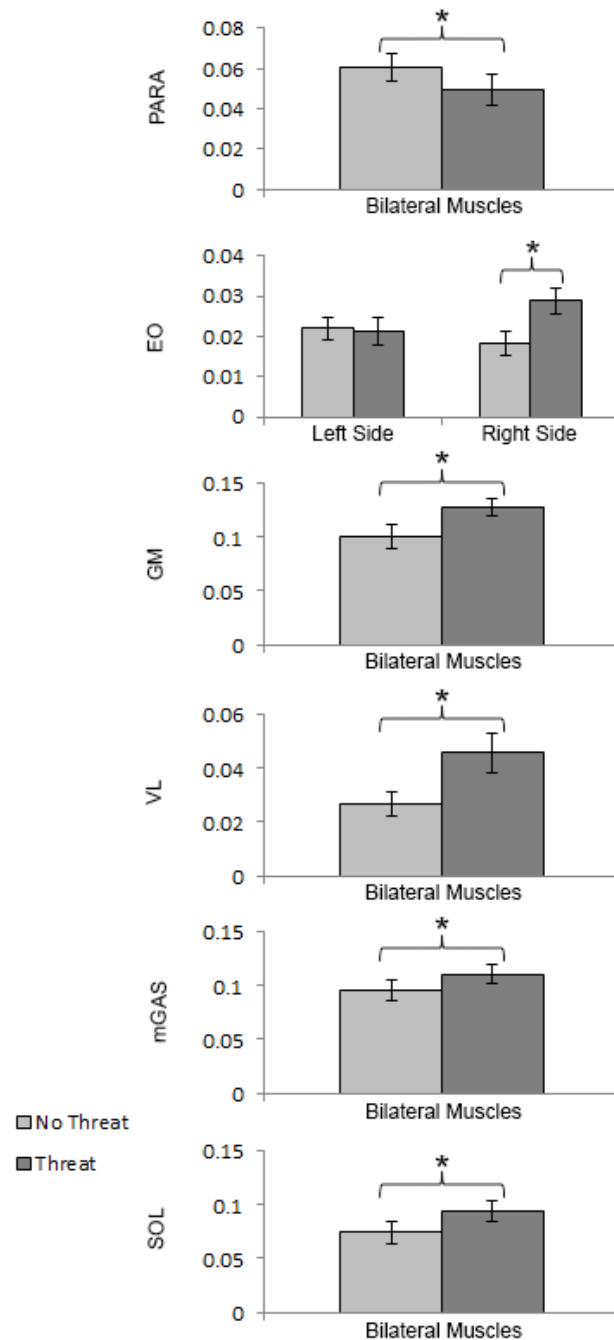 *
0.08
0.06
0.04
0.02
0
PARA
Bilateral Muscles
*
0.04
0.03
0.02
0.01
0
EO
Left Side Right Side
*
0.15
0.1
0.05
0
GM
Bilateral Muscles
*
0.06
0.04
0.02
0
VL
Bilateral Muscles
*
0.15
0.1
0.05
0
mGAS
Bilateral Muscles
No Threat
Threat
*
0.15
0.1
0.05
0
SOL
Bilateral Muscles